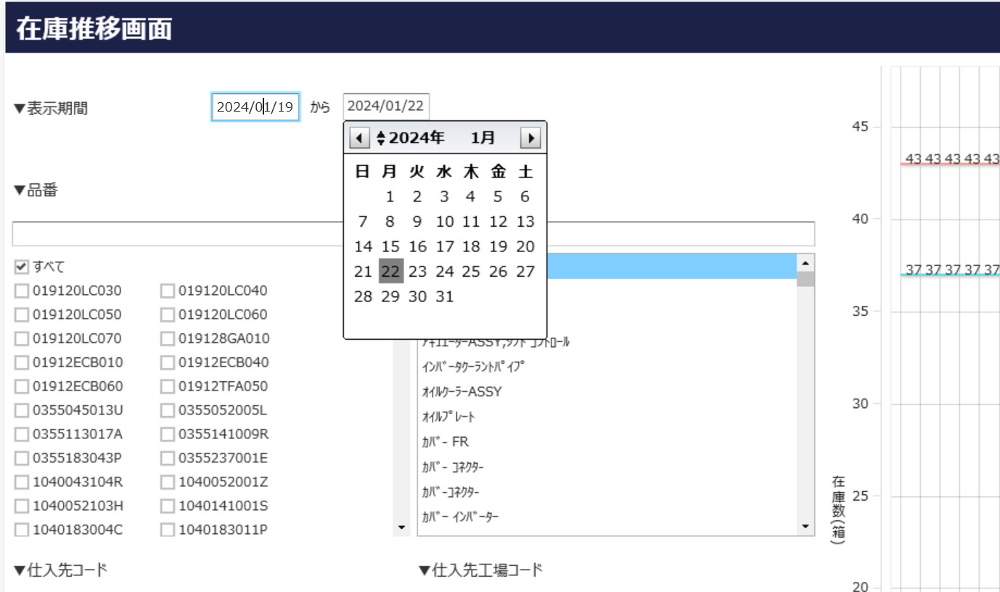 在庫推移画面
▼表示期間 2024/01/19 から 2024/01/22
2024年 1月
日 月 火 水 木 金 土
1 2 3 4 5 6
7 8 9 10 11 12 13
14 15 16 17 18 19 20
21 22 23 24 25 26 27
28 29 30 31
▼品番
すべて
019120LC030 019120LC040
019120LC050 019120LC060
019120LC070 019128GA010
01912ECB010 01912ECB040
01912ECB060 01912TFA050
0355045013U 0355052005L
0355113017A 0355141009R
0355183043P 0355237001E
1040043104R 1040052001Z
1040052103H 1040141001S
1040183004C 1040183011P
ｱｷｭｴｰﾀｰASSY,ｼﾌﾄ ｺﾝﾄﾛｰﾙ
ｲﾝﾊﾞｰﾀｸｰﾗﾝﾄﾊﾟｲﾌﾟ
ｵｲﾙｸｰﾗｰASSY
ｵｲﾙﾌﾟﾚｰﾄ
ｶﾊﾞｰ FR
ｶﾊﾞｰ ｺﾈｸﾀｰ
ｶﾊﾞｰｺﾈｸﾀｰ
ｶﾊﾞｰ ｲﾝﾊﾞｰﾀｰ
▼仕入先コード
▼仕入先工場コード
在庫数(箱)
45
40
35
30
25
20
43 43 43 43 43
37 37 37 37 37